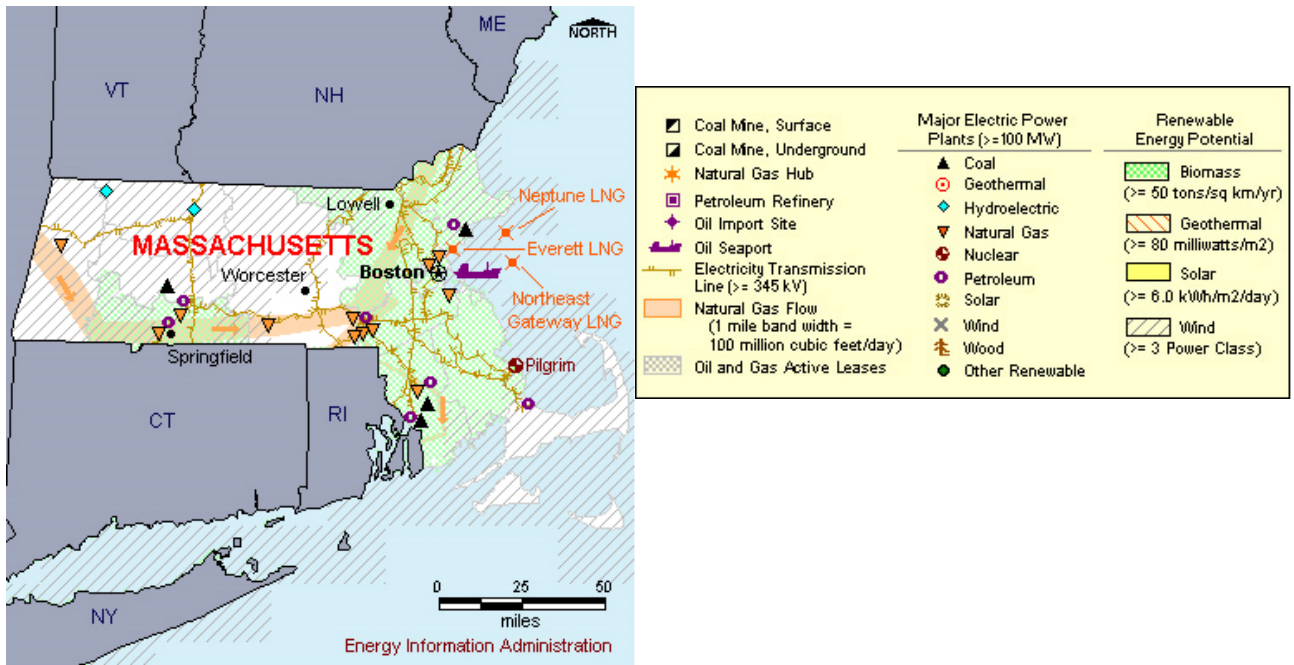 ME
NORTH
VT
NH
Neptune LNG
Lowell
MASSACHUSETTS
Everett LNG
Worcester
Boston
Northeast
Gateway LNG
Springfield
Pilgrim
CT
RI
NY
0 25 50
miles
Energy Information Administration
Coal Mine, Surface
Coal Mine, Underground
Natural Gas Hub
Petroleum Refinery
Oil Import Site
Oil Seaport
Electricity Transmission
Line (>= 345 kV)
Natural Gas Flow
(1 mile band width =
100 million cubic feet/day)
Oil and Gas Active Leases
Major Electric Power
Plants (>=100 MW)
Coal
Geothermal
Hydroelectric
Natural Gas
Nuclear
Petroleum
Solar
Wind
Wood
Other Renewable
Renewable
Energy Potential
Biomass
(>= 50 tons/sq km/yr)
Geothermal
(>= 80 milliwatts/m2)
Solar
(>= 6.0 kWh/m2/day)
Wind
(>= 3 Power Class)